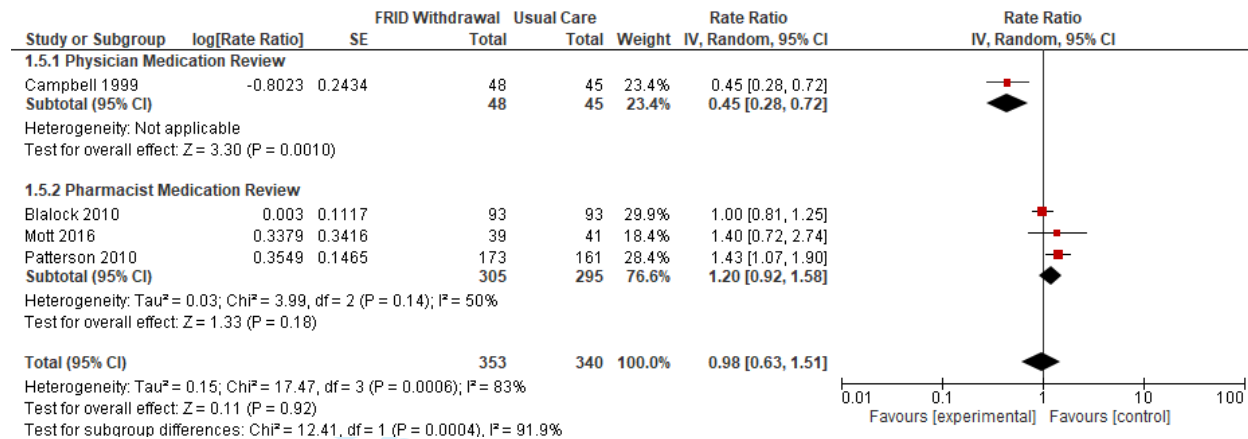 FRID Withdrawal Usual Care Rate Ratio Rate Ratio
Study or Subgroup log[Rate Ratio] SE Total Total Weight IV, Random, 95% CI IV, Random, 95% CI
1.5.1 Physician Medication Review
Campbell 1999 -0.8023 0.2434 48 45 23.4% 0.45 [0.28, 0.72]
Subtotal (95% CI) 48 45 23.4% 0.45 [0.28, 0.72]
Heterogeneity: Not applicable
Test for overall effect: Z = 3.30 (P = 0.0010)
1.5.2 Pharmacist Medication Review
Blalock 2010 0.003 0.1117 93 93 29.9% 1.00 [0.81, 1.25]
Mott 2016 0.3379 0.3416 39 41 18.4% 1.40 [0.72, 2.74]
Patterson 2010 0.3549 0.1465 173 161 28.4% 1.43 [1.07, 1.90]
Subtotal (95% CI) 305 295 76.6% 1.20 [0.92, 1.58]
Heterogeneity: Tau² = 0.03; Chi² = 3.99, df = 2 (P = 0.14); I² = 50%
Test for overall effect: Z = 1.33 (P = 0.18)
Total (95% CI) 353 340 100.0% 0.98 [0.63, 1.51]
Heterogeneity: Tau² = 0.15; Chi² = 17.47, df = 3 (P = 0.0006); I² = 83%
Test for overall effect: Z = 0.11 (P = 0.92)
Test for subgroup differences: Chi² = 12.41, df = 1 (P = 0.0004), I² = 91.9%
0.01 0.1 1 10 100
Favours [experimental] Favours [control]